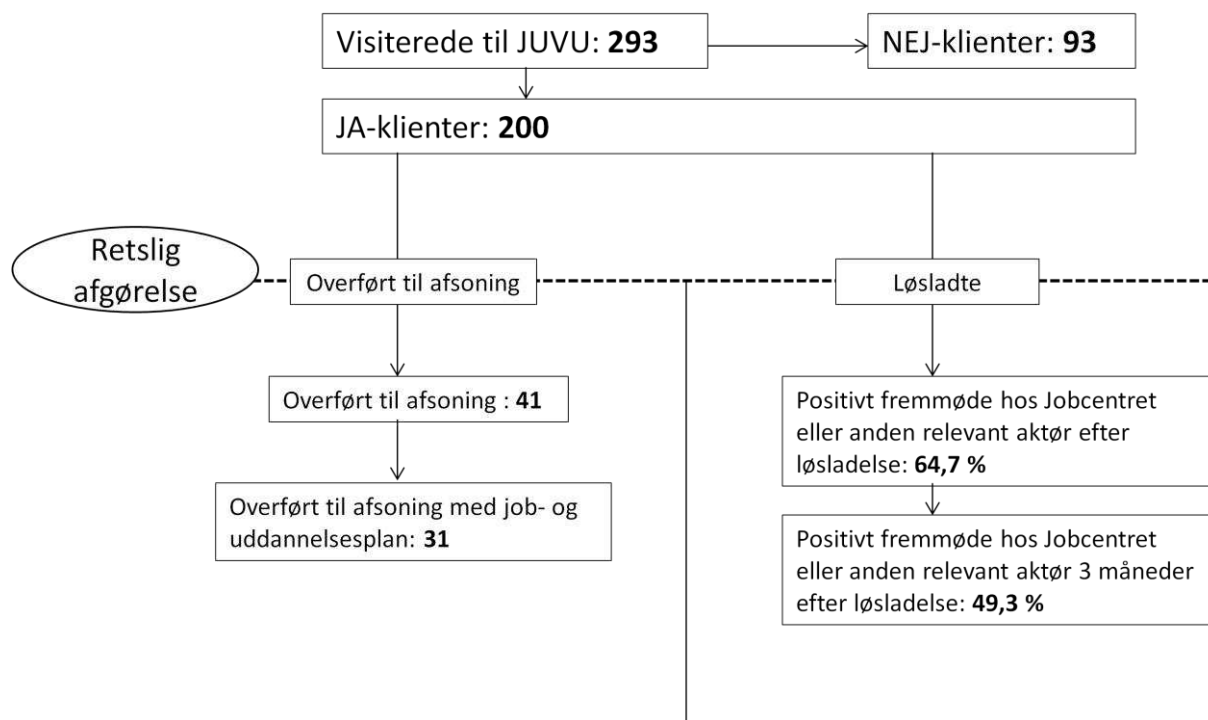 Visiterede til JUVU: 293
NEJ-klienter: 93
JA-klienter: 200
Retslig
afgørelse
Overført til afsoning
Løsladte
Overført til afsoning : 41
Overført til afsoning med job- og
uddannelsesplan: 31
Positivt fremmøde hos Jobcentret
eller anden relevant aktør efter
løsladelse: 64,7 %
Positivt fremmøde hos Jobcentret
eller anden relevant aktør 3 måneder
efter løsladelse: 49,3 %